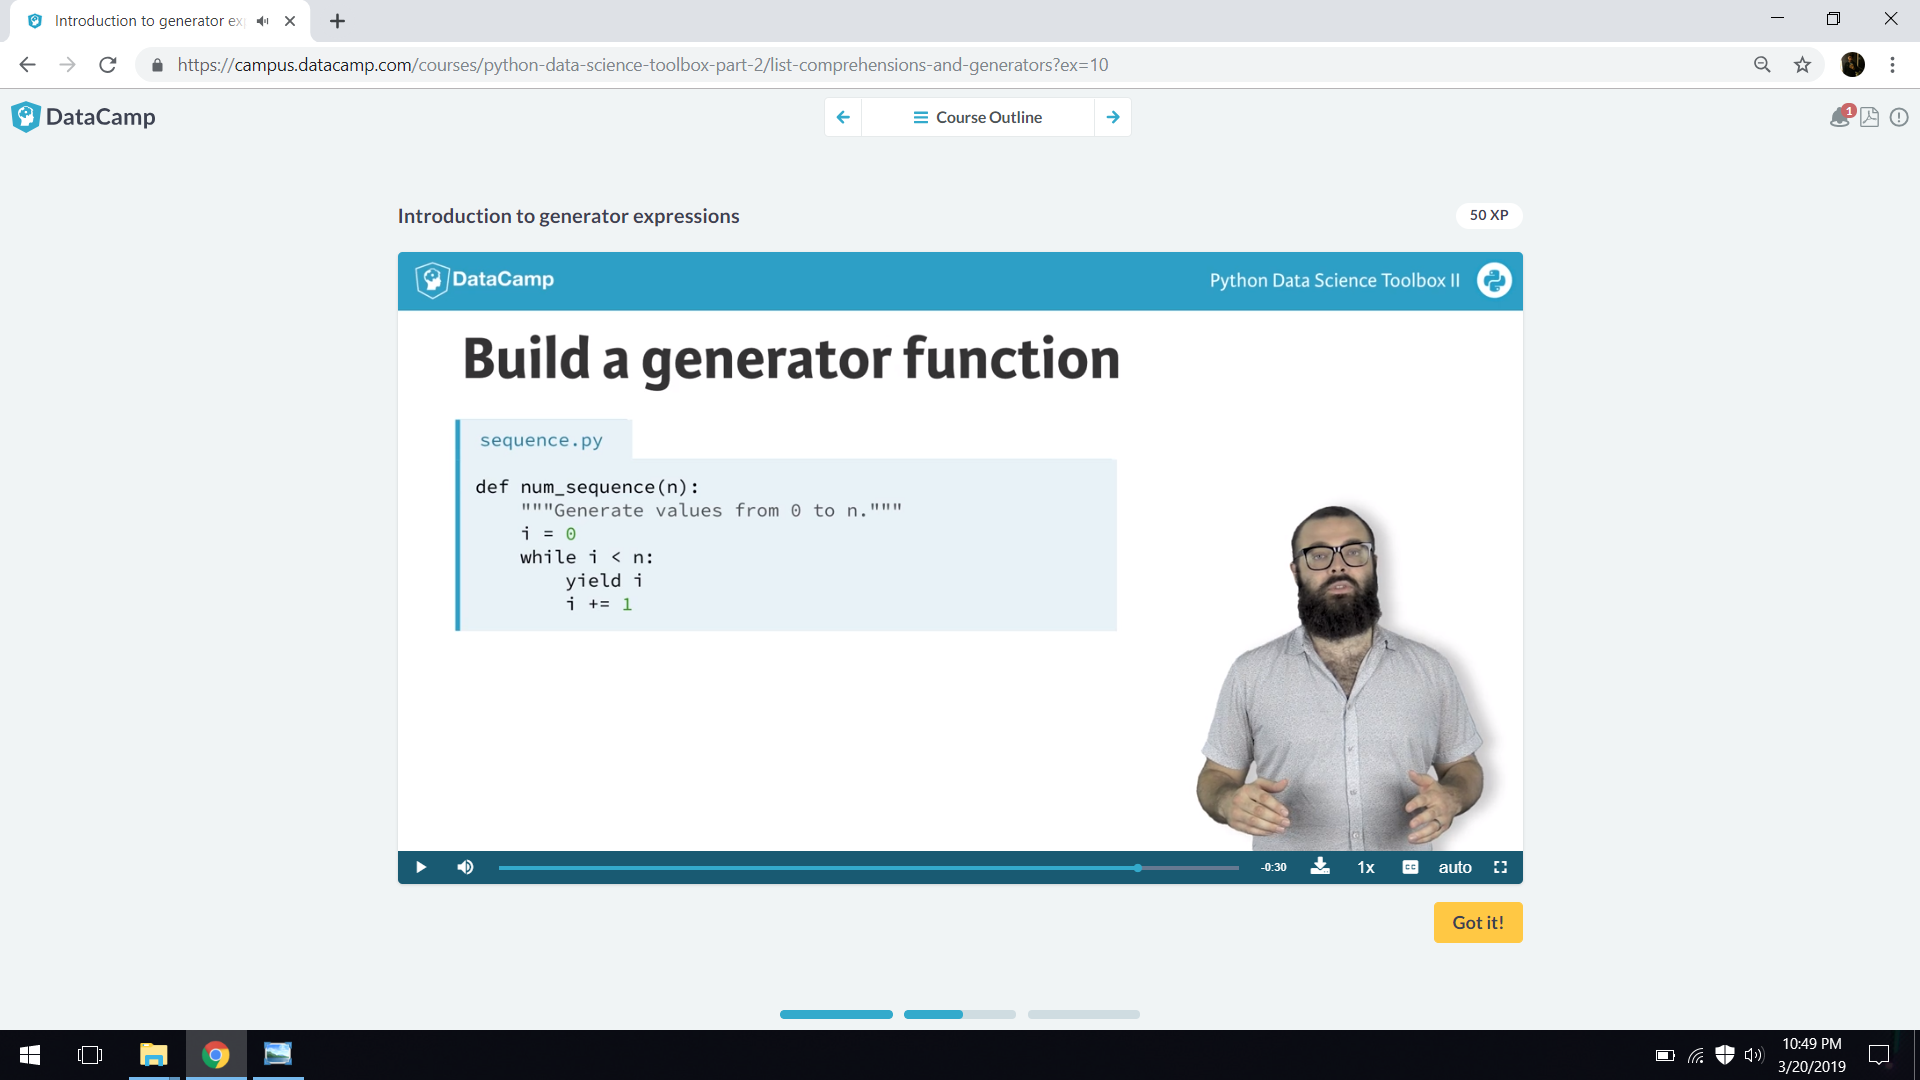 Introduction to generator ex
https://campus.datacamp.com/courses/python-data-science-toolbox-part-2/list-comprehensions-and-generators?ex=10
DataCamp
Course Outline
1
Introduction to generator expressions
50 XP
DataCamp
Python Data Science Toolbox II
Build a generator function
sequence.py
def num_sequence(n):
    """Generate values from 0 to n."""
    i = 0
    while i < n:
        yield i
        i += 1
-0:30
1x
CC
auto
Got it!
10:49 PM
3/20/2019